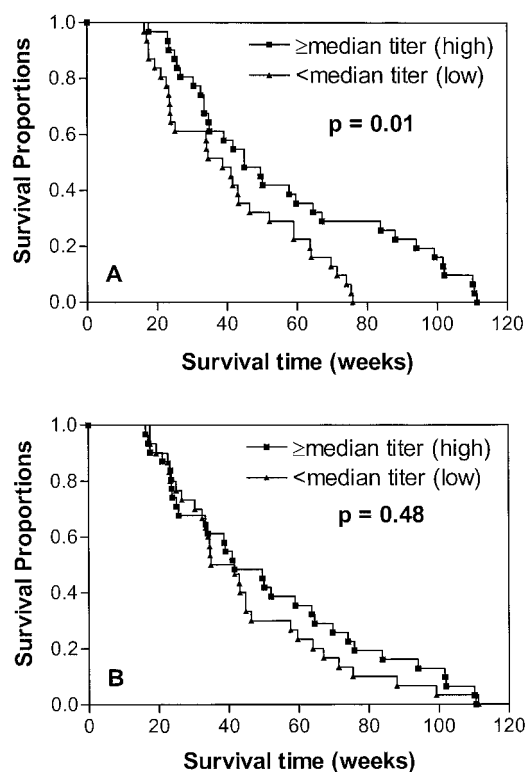 1.0
0.8
0.6
0.4
0.2
0.0
Survival Proportions
≥median titer (high)
<median titer (low)
p = 0.01
A
0 20 40 60 80 100 120
Survival time (weeks)
1.0
0.8
0.6
0.4
0.2
0.0
Survival Proportions
≥median titer (high)
<median titer (low)
p = 0.48
B
0 20 40 60 80 100 120
Survival time (weeks)